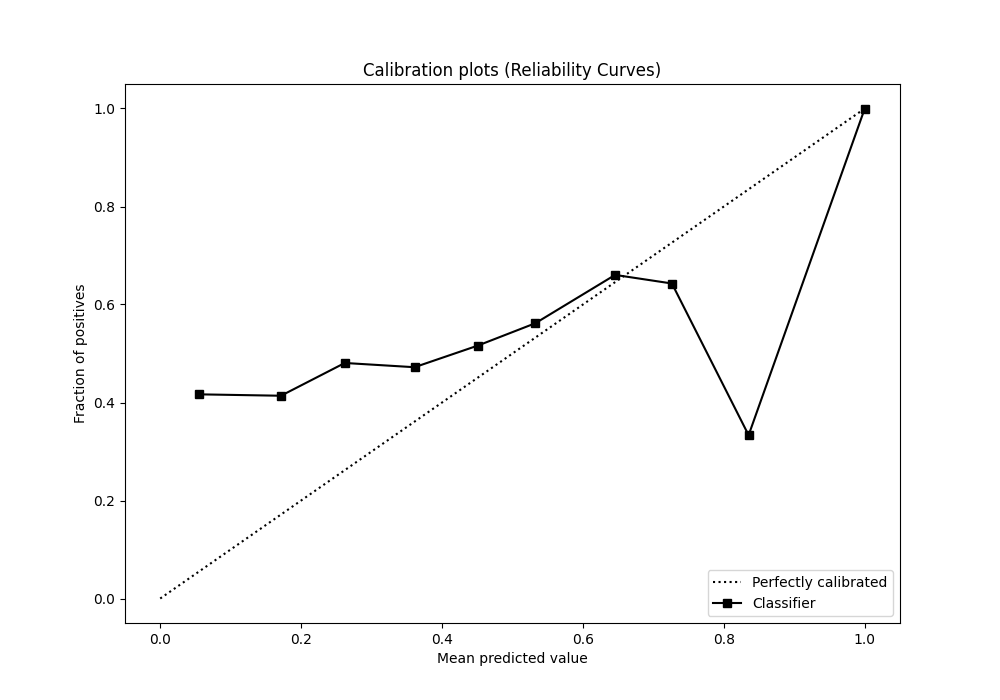 Calibration plots (Reliability Curves)
1.0
0.8
0.6
0.4
0.2
0.0
Fraction of positives
0.0 0.2 0.4 0.6 0.8 1.0
Mean predicted value
Perfectly calibrated
Classifier